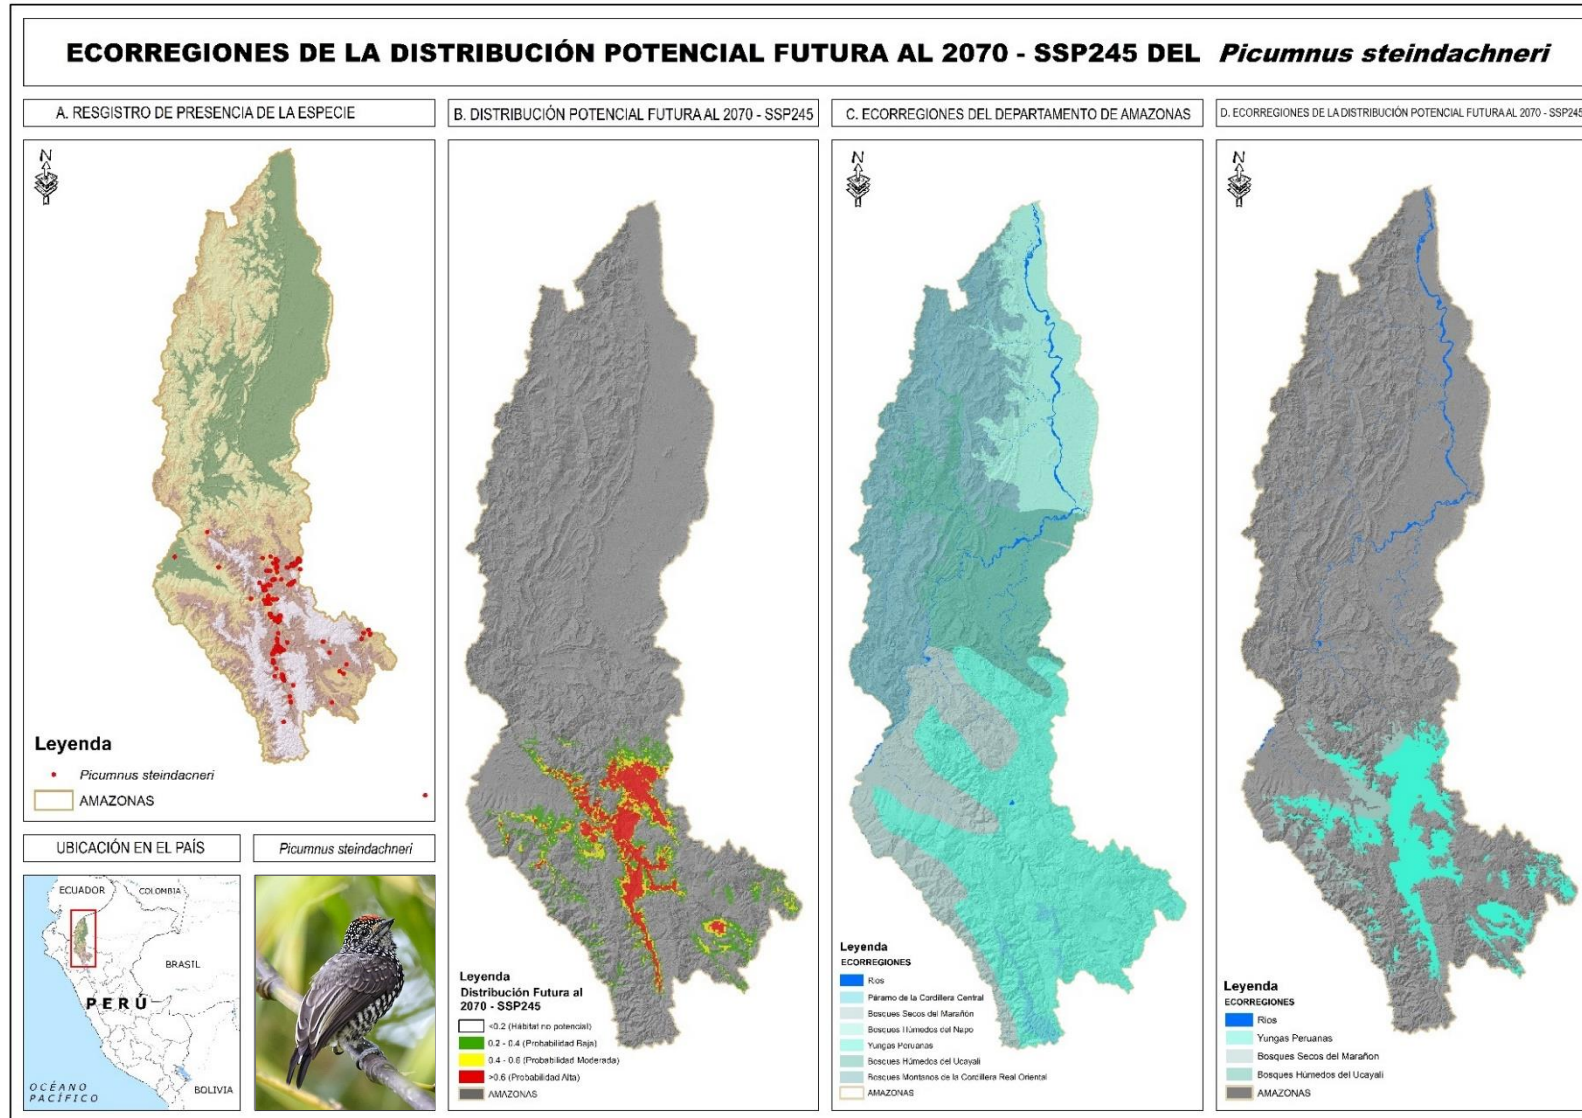 ECORREGIONES DE LA DISTRIBUCIÓN POTENCIAL FUTURA AL 2070 - SSP245 DEL Picumnus steindachneri
A. RESGISTRO DE PRESENCIA DE LA ESPECIE
B. DISTRIBUCIÓN POTENCIAL FUTURA AL 2070 - SSP245
C. ECORREGIONES DEL DEPARTAMENTO DE AMAZONAS
D. ECORREGIONES DE LA DISTRIBUCIÓN POTENCIAL FUTURA AL 2070 - SSP245
N
Leyenda
Picumnus steindacneri
AMAZONAS
UBICACIÓN EN EL PAÍS
Picumnus steindachneri
ECUADOR
COLOMBIA
BRASIL
PERÚ
BOLIVIA
OCÉANO
PACÍFICO
Leyenda
Distribución Futura al
2070 - SSP245
<0.2 (Hábitat no potencial)
0.2 - 0.4 (Probabilidad Baja)
0.4 - 0.6 (Probabilidad Moderada)
>0.6 (Probabilidad Alta)
AMAZONAS
N
Leyenda
ECORREGIONES
Rios
Páramo de la Cordillera Central
Bosques Secos del Marañón
Bosques Húmedos del Napo
Yungas Peruanas
Bosques Húmedos del Ucayali
Bosques Montanos de la Cordillera Real Oriental
AMAZONAS
N
Leyenda
ECORREGIONES
Rios
Yungas Peruanas
Bosques Secos del Marañón
Bosques Húmedos del Ucayali
AMAZONAS